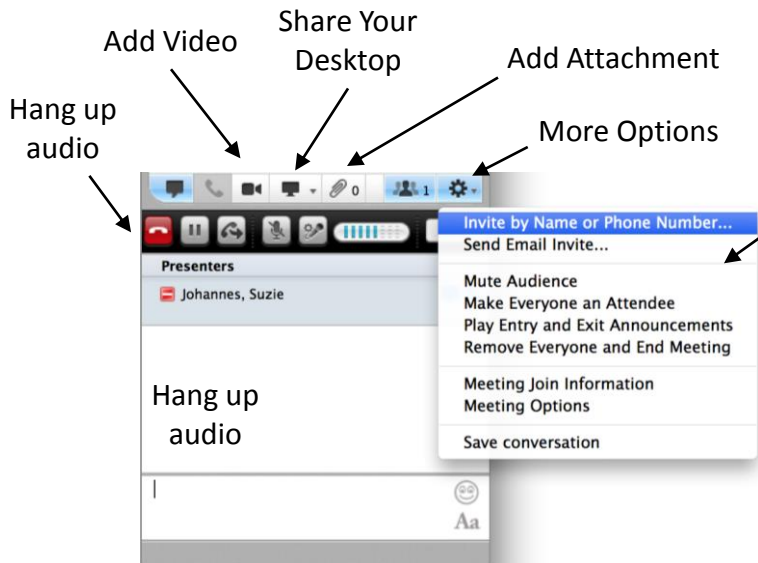 Share Your
Desktop
Add Video
Add Attachment
Hang up
audio
More Options
0
1
Invite by Name or Phone Number...
Send Email Invite...
Presenters
Johannes, Suzie
Mute Audience
Make Everyone an Attendee
Play Entry and Exit Announcements
Remove Everyone and End Meeting
Meeting Join Information
Meeting Options
Save conversation
Hang up
audio
Aa